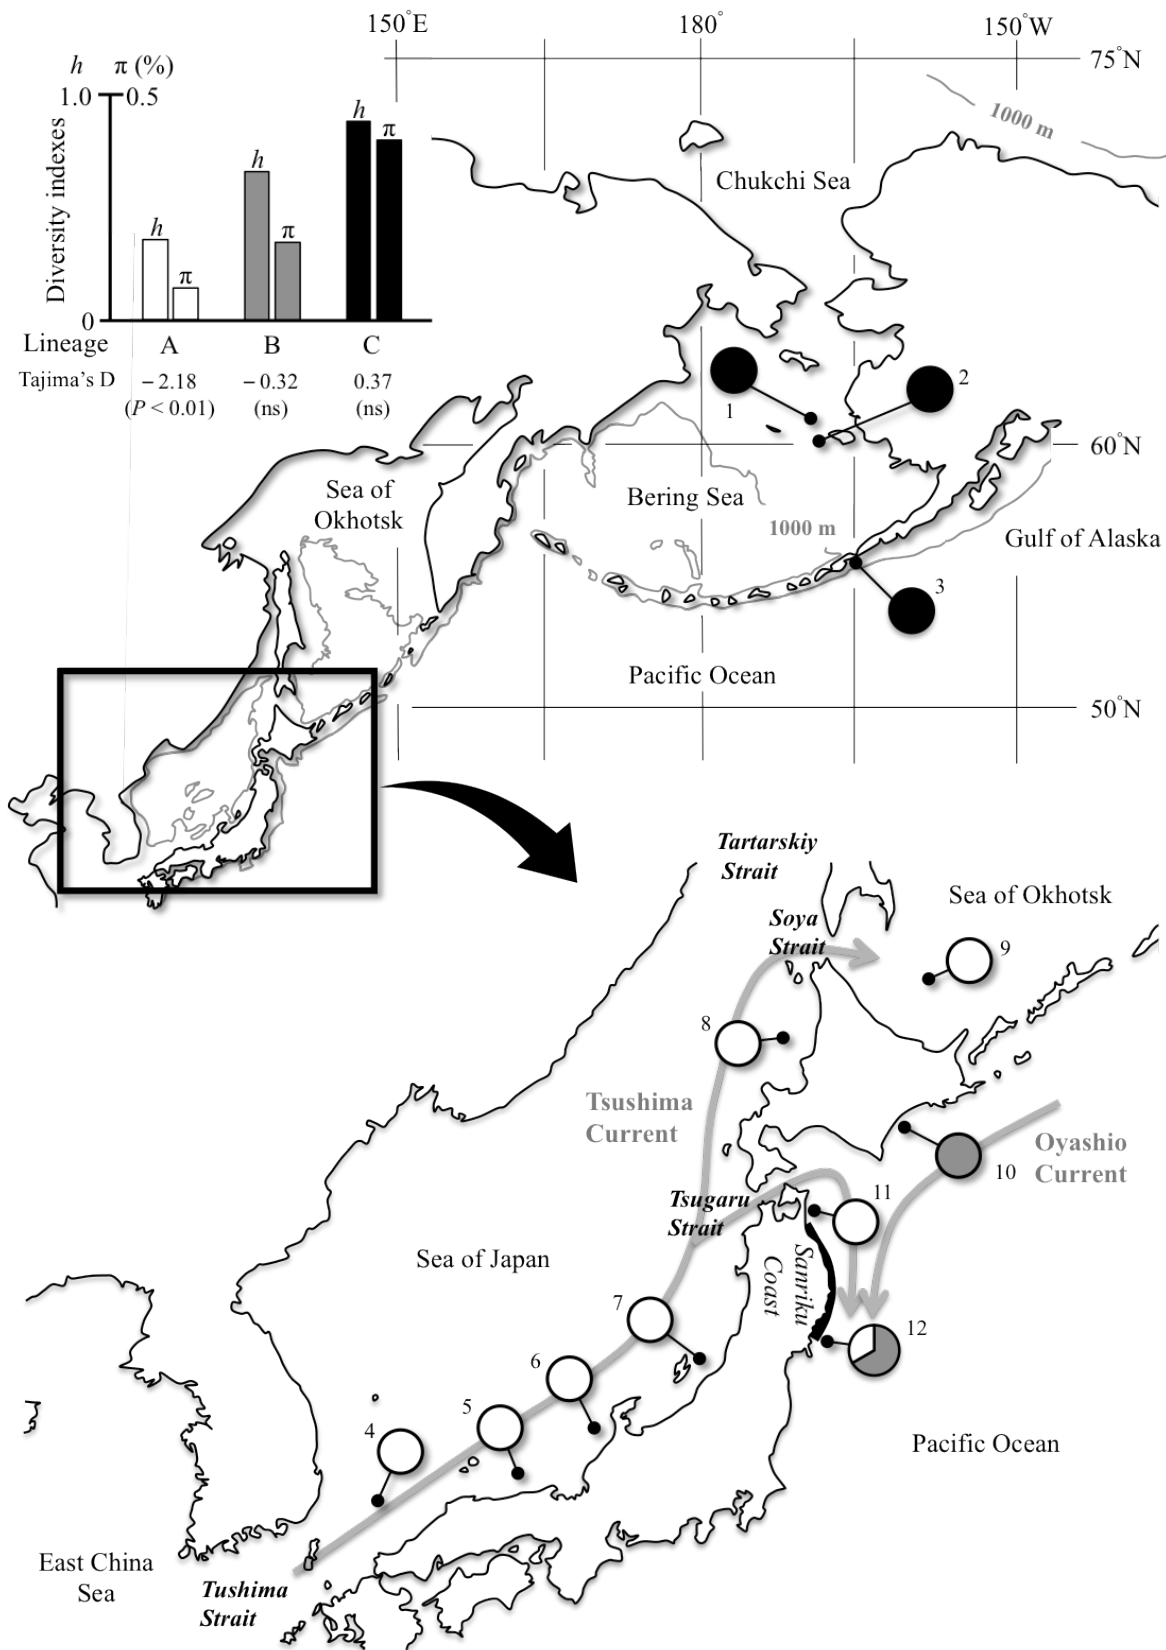 150°E 180° 150°W
75°N
h π (%)
1.0 0.5
Diversity indexes
h
π
h
π
h
π
0
Lineage A B C
Tajima's D − 2.18 − 0.32 0.37
(P < 0.01) (ns) (ns)
1000 m
Chukchi Sea
1
2
60°N
Sea of
Okhotsk
Bering Sea
1000 m
Gulf of Alaska
3
Pacific Ocean
50°N
Tartarskiy
Strait
Sea of Okhotsk
Soya
Strait
9
8
Tsushima
Current
Oyashio
Current
10
11
Tsugaru
Strait
Sanriku
Coast
Sea of Japan
7
12
6
5
4
Pacific Ocean
East China
Sea
Tushima
Strait